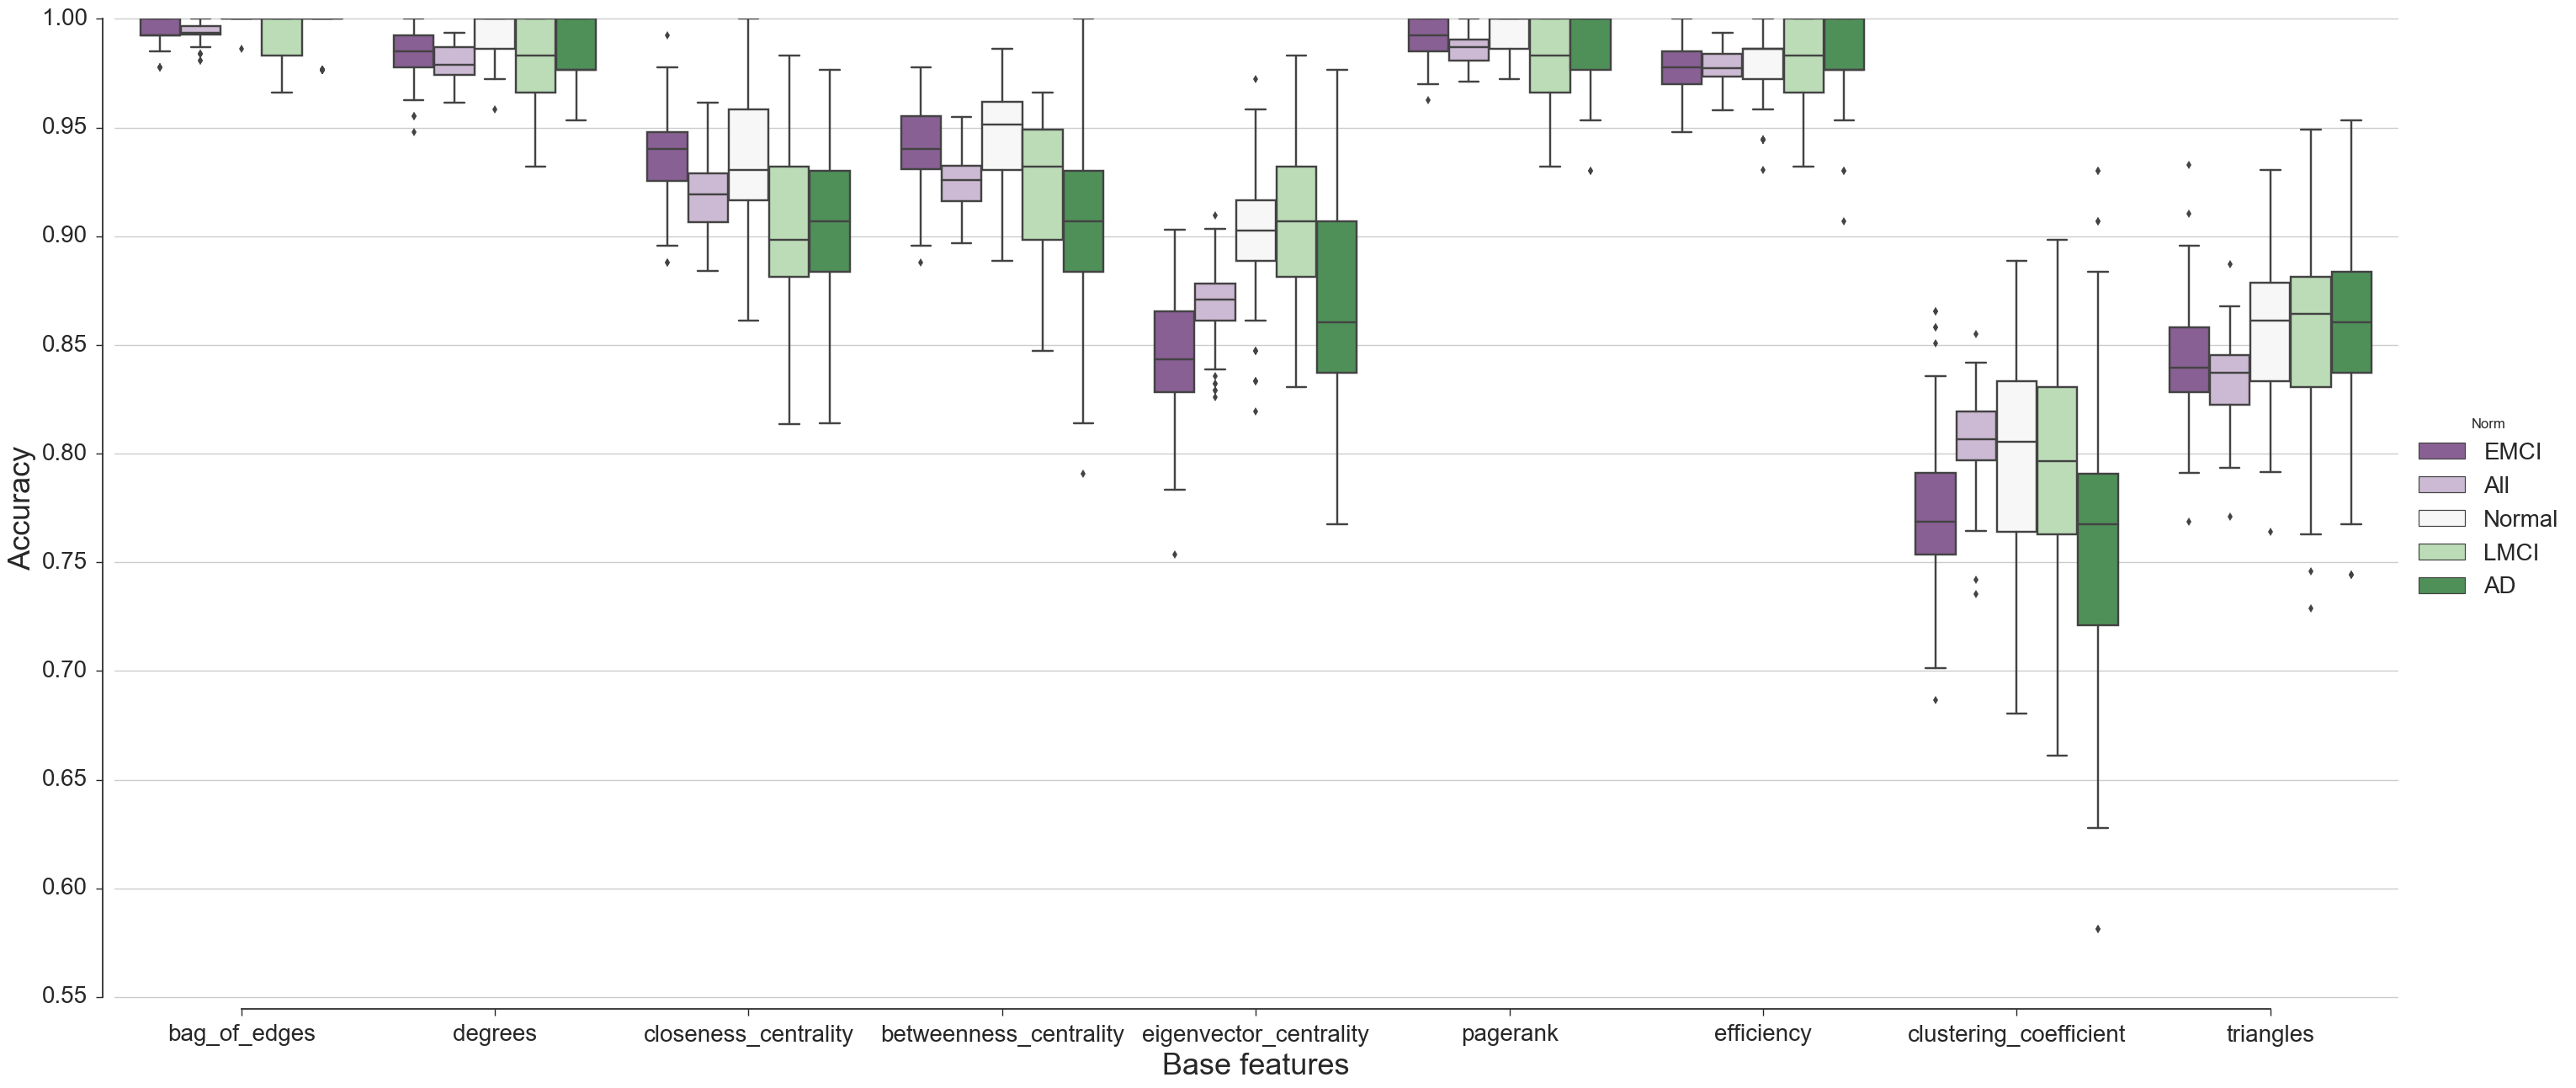 1.00
0.95
0.90
0.85
0.80
0.75
0.70
0.65
0.60
0.55
Accuracy
bag_of_edges degrees closeness_centrality betweenness_centrality eigenvector_centrality pagerank efficiency clustering_coefficient triangles
Base features
Norm
EMCI
All
Normal
LMCI
AD